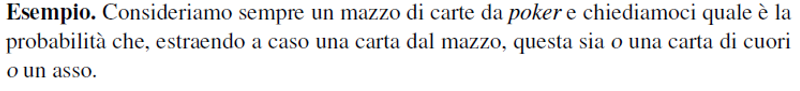 Esempio. Consideriamo sempre un mazzo di carte da poker e chiediamoci quale è la
probabilità che, estraendo a caso una carta dal mazzo, questa sia o una carta di cuori
o un asso.